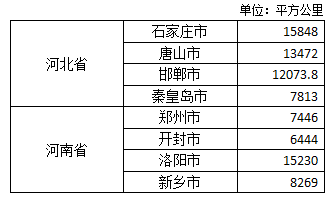 单位：平方公里
河北省
石家庄市 15848
唐山市 13472
邯郸市 12073.8
秦皇岛市 7813
河南省
郑州市 7446
开封市 6444
洛阳市 15230
新乡市 8269